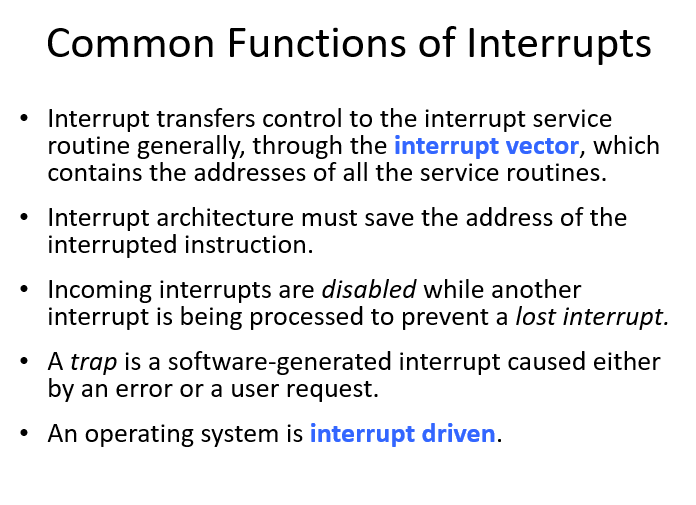 Common Functions of Interrupts
• Interrupt transfers control to the interrupt service
routine generally, through the interrupt vector, which
contains the addresses of all the service routines.
• Interrupt architecture must save the address of the
interrupted instruction.
• Incoming interrupts are disabled while another
interrupt is being processed to prevent a lost interrupt.
• A trap is a software-generated interrupt caused either
by an error or a user request.
• An operating system is interrupt driven.